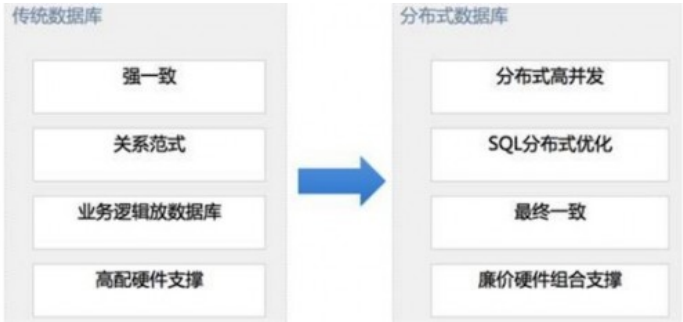 传统数据库
强一致
关系范式
业务逻辑放数据库
高配硬件支撑
分布式数据库
分布式高并发
SQL分布式优化
最终一致
廉价硬件组合支撑